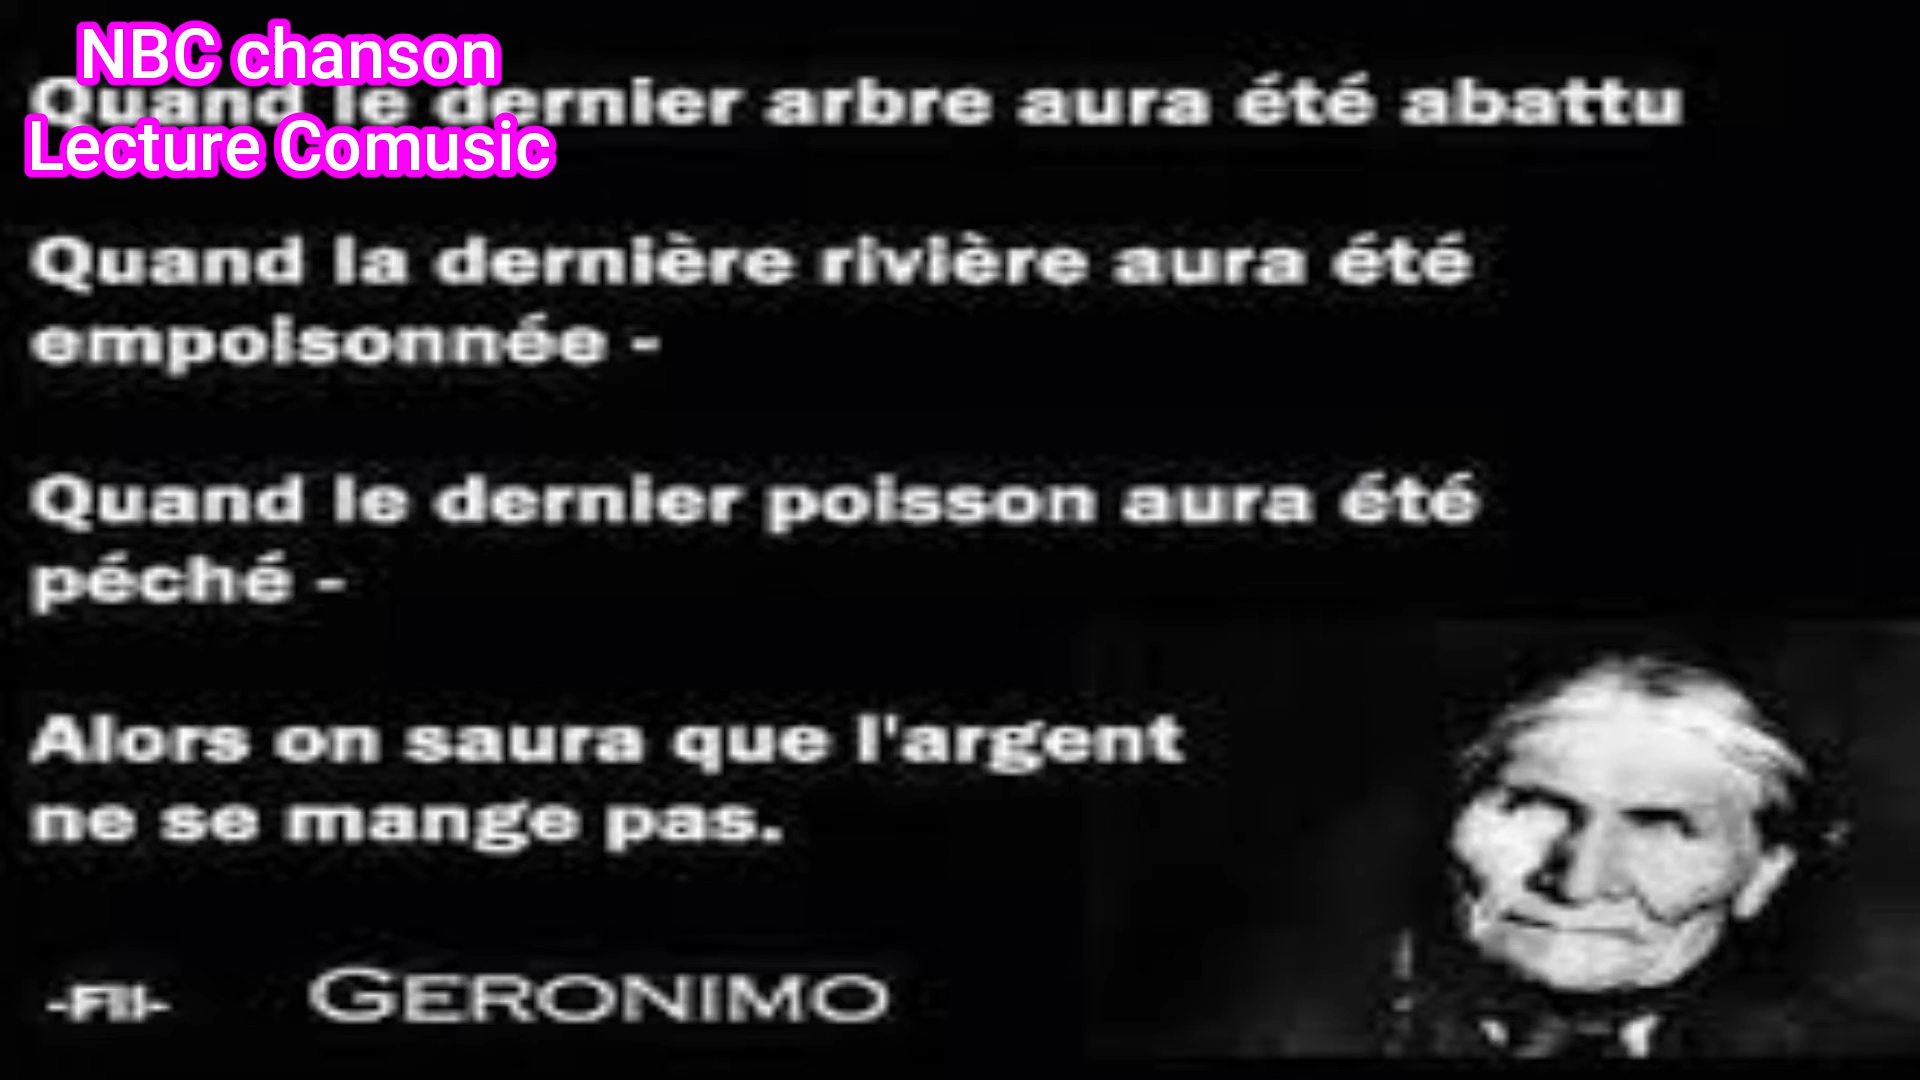 NBC chanson
Lecture Comusic
Quand le dernier arbre aura été abattu
Quand la dernière rivière aura été
empoisonnée -
Quand le dernier poisson aura été
péché -
Alors on saura que l'argent
ne se mange pas.
GERONIMO